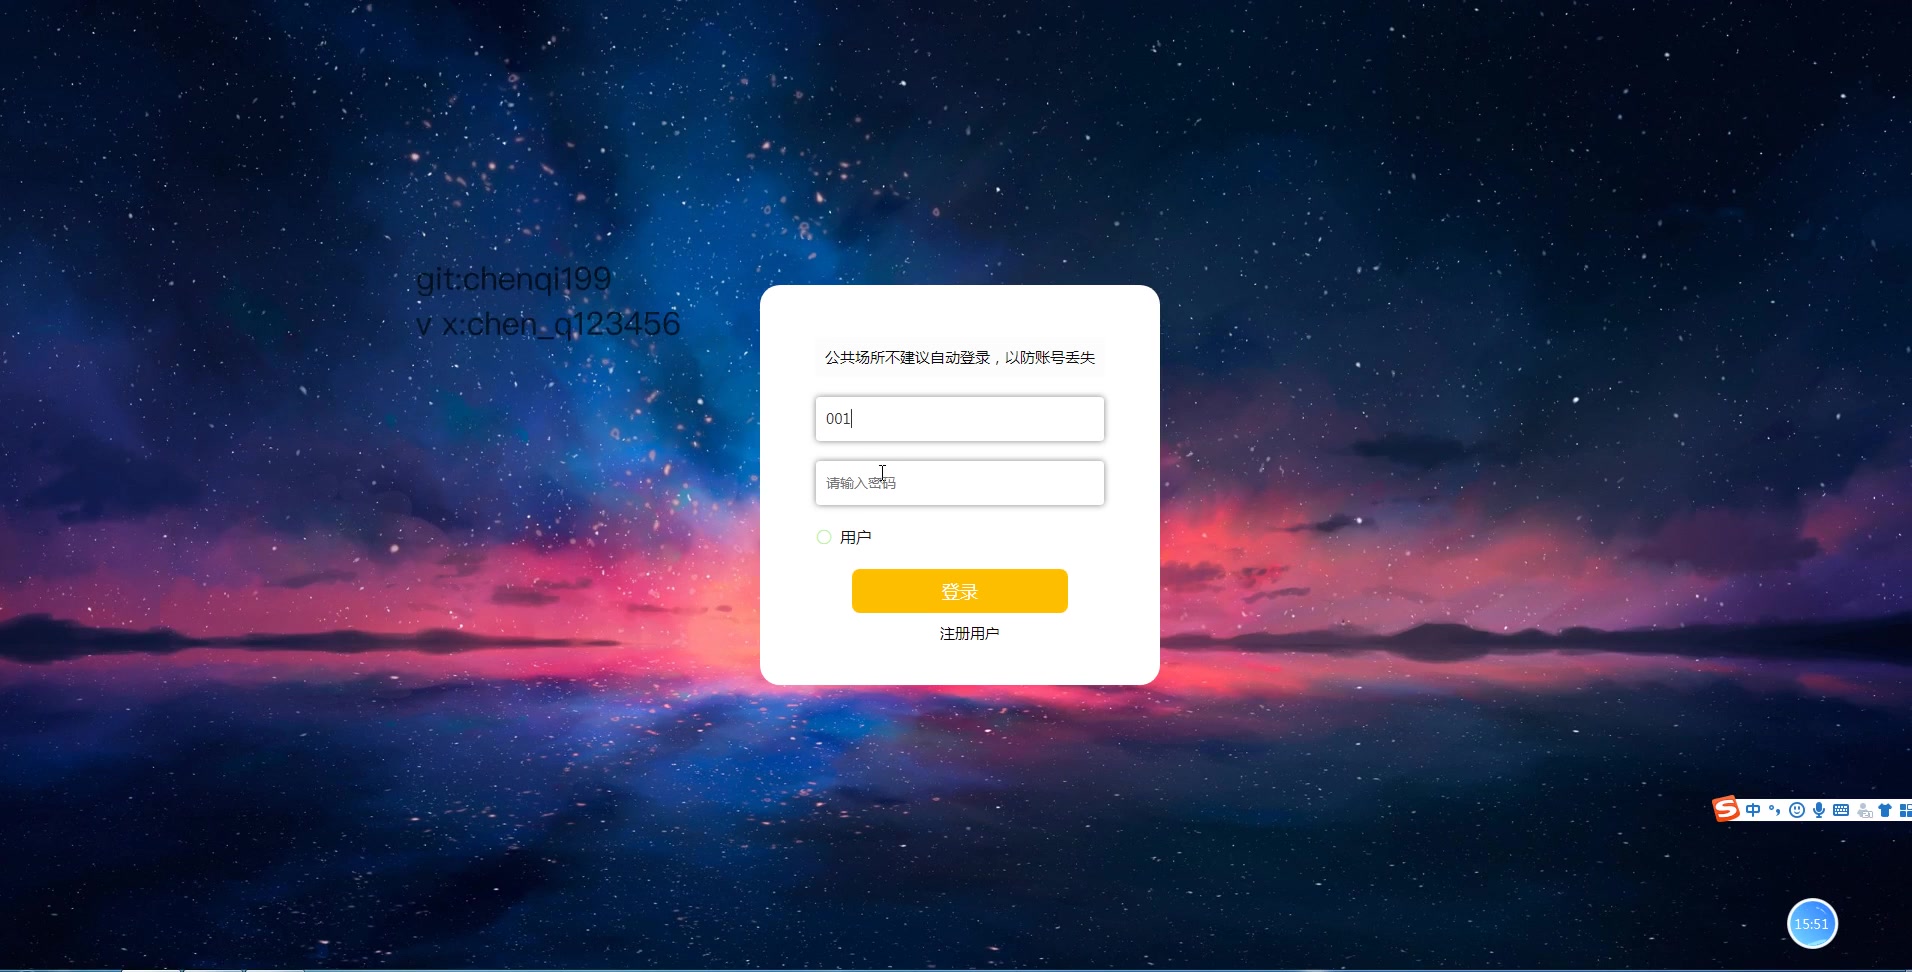 git:chenqi199
v x:chen_q123456
公共场所不建议自动登录，以防账号丢失
001
请输入密码
用户
登录
注册用户
S中
15:51